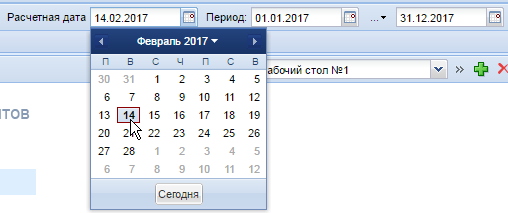 Расчетная дата 14.02.2017 Период: 01.01.2017 ... 31.12.2017
Февраль 2017
П В С Ч П С В
30 31 1 2 3 4 5
абочий стол №1 »
6 7 8 9 10 11 12
13 14 15 16 17 18 19
тов
20 28 22 23 24 25 26
27 28 1 2 3 4 5
6 7 8 9 10 11 12
Сегодня